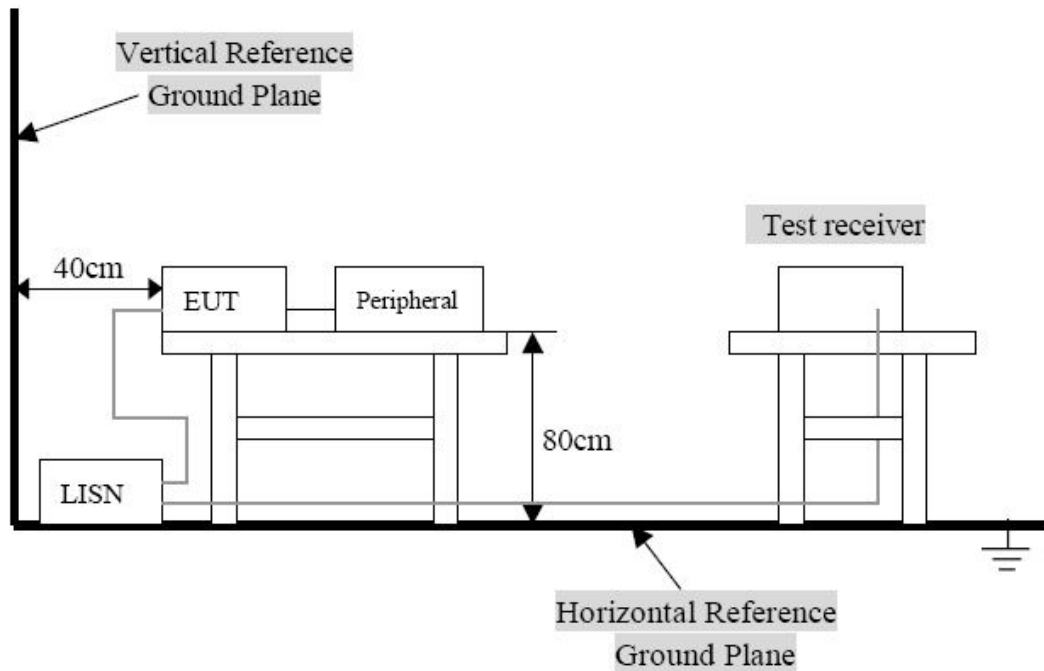 Vertical Reference
Ground Plane
Test receiver
40cm
EUT
Peripheral
80cm
LISN
Horizontal Reference
Ground Plane